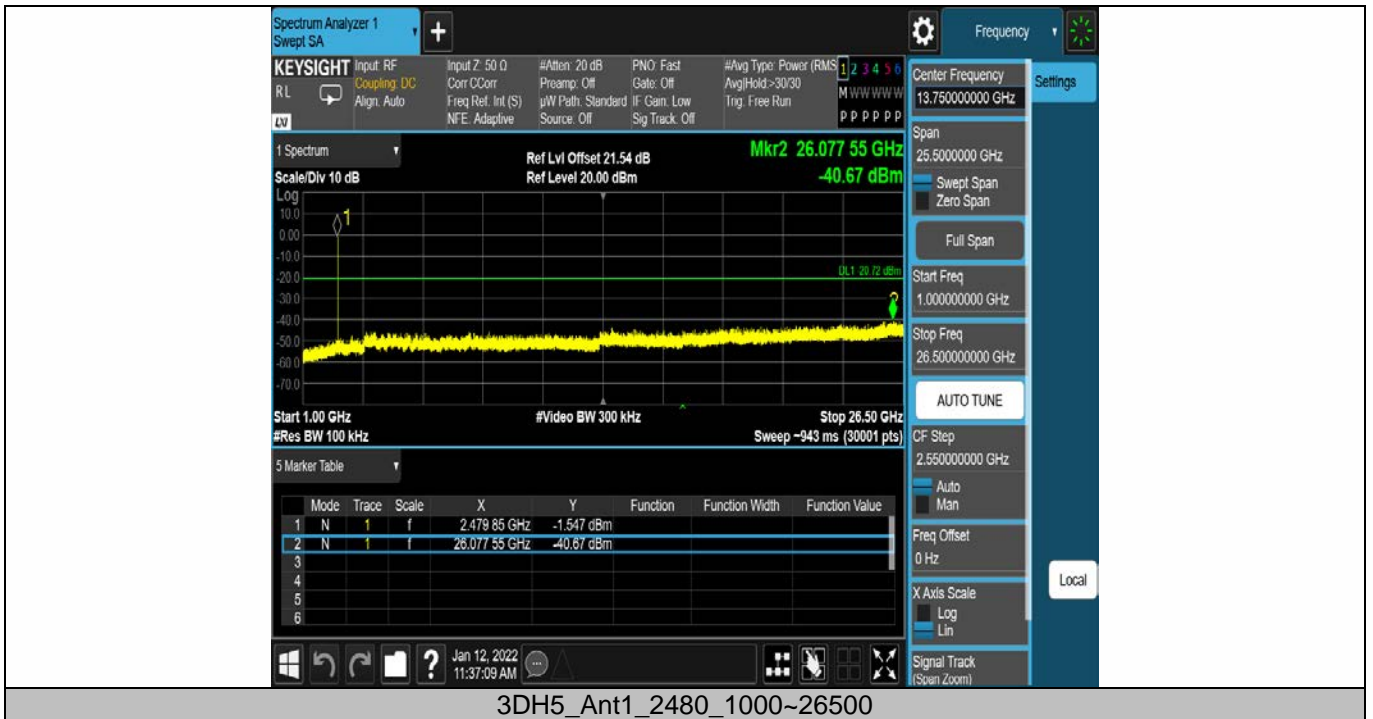 Spectrum Analyzer 1
Swept SA
+
Frequency
KEYSIGHT
RL
LXI
Input: RF
Coupling: DC
Align: Auto
Input Z: 50 Ω
Corr CCorr
Freq Ref: Int (S)
NFE: Adaptive
#Atten: 20 dB
Preamp: Off
µW Path: Standard
Source: Off
PNO: Fast
Gate: Off
IF Gain: Low
Sig Track: Off
#Avg Type: Power (RMS
Avg|Hold:>30/30
Trig: Free Run
1 2 3 4 5 6
M W W W W W
P P P P P P
1 Spectrum
Scale/Div 10 dB
Ref Lvl Offset 21.54 dB
Ref Level 20.00 dBm
Mkr2 26.077 55 GHz
-40.67 dBm
Log
10.0
0.00
-10.0
-20.0
-30.0
-40.0
-50.0
-60.0
-70.0
1
DL1 -20.72 dBm
2
Start 1.00 GHz
#Video BW 300 kHz
Stop 26.50 GHz
#Res BW 100 kHz
Sweep ~943 ms (30001 pts)
5 Marker Table
Mode Trace Scale X Y Function Function Width Function Value
1 N 1 f 2.479 85 GHz -1.547 dBm
2 N 1 f 26.077 55 GHz -40.67 dBm
3
4
5
6
?
Jan 12, 2022
11:37:09 AM
Center Frequency
13.750000000 GHz
Span
25.5000000 GHz
Swept Span
Zero Span
Full Span
Start Freq
1.000000000 GHz
Stop Freq
26.500000000 GHz
AUTO TUNE
CF Step
2.550000000 GHz
Auto
Man
Freq Offset
0 Hz
X Axis Scale
Log
Lin
Signal Track
(Span Zoom)
Settings
Local
3DH5_Ant1_2480_1000~26500